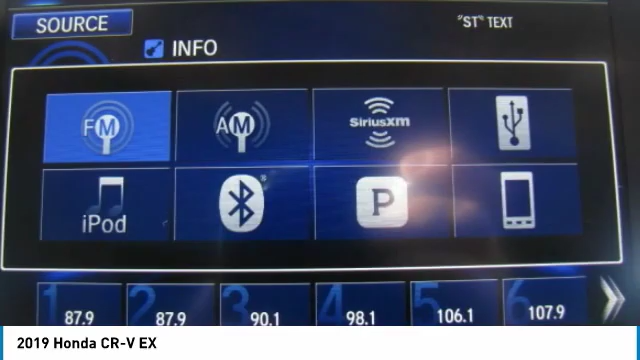 SOURCE
"ST" TEXT
INFO
FM
AM
SiriusXM
iPod
P
1 2 3 4 5 6
87.9 87.9 90.1 98.1 106.1 107.9
2019 Honda CR-V EX